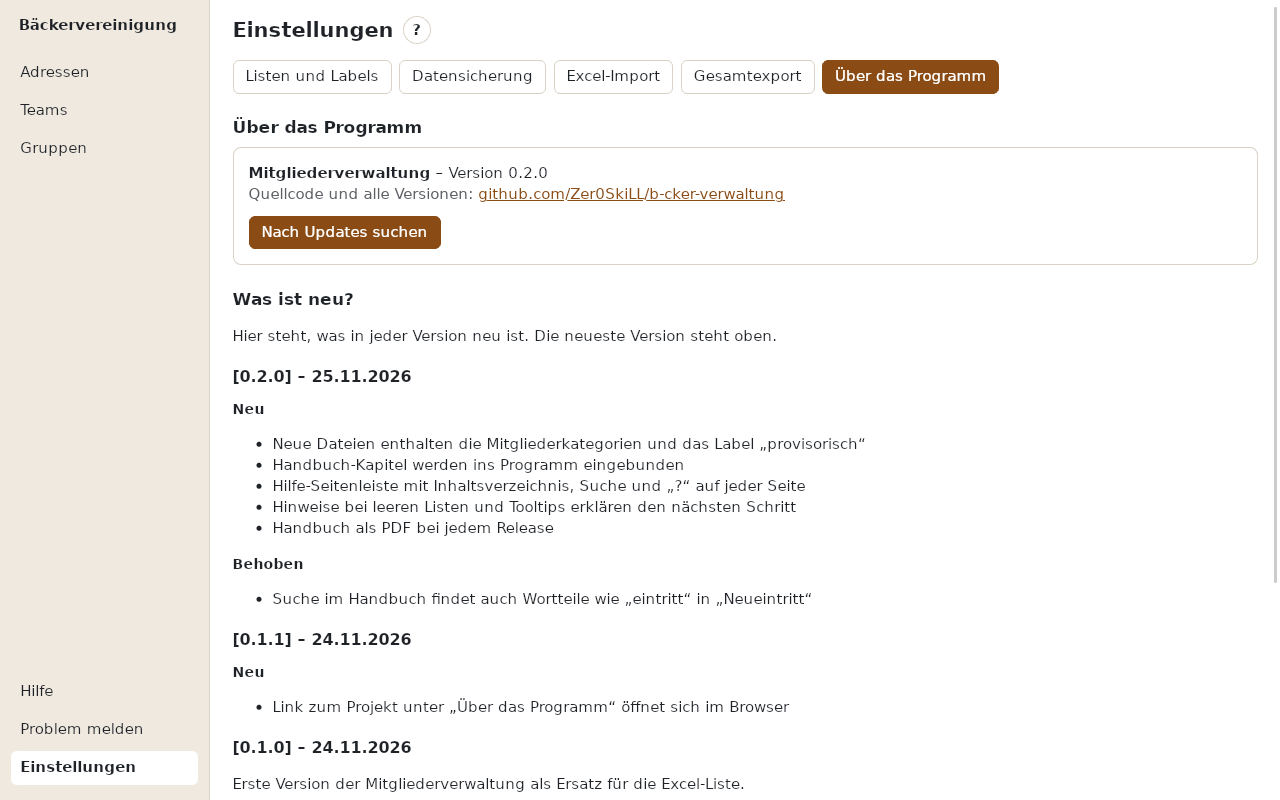 Bäckervereinigung
Adressen
Teams
Gruppen
Hilfe
Problem melden
Einstellungen
Einstellungen ?
Listen und Labels Datensicherung Excel-Import Gesamtexport Über das Programm
Über das Programm
Mitgliederverwaltung – Version 0.2.0
Quellcode und alle Versionen: github.com/Zer0SkiLL/b-cker-verwaltung
Nach Updates suchen
Was ist neu?
Hier steht, was in jeder Version neu ist. Die neueste Version steht oben.
[0.2.0] – 25.11.2026
Neu
• Neue Dateien enthalten die Mitgliederkategorien und das Label „provisorisch“
• Handbuch-Kapitel werden ins Programm eingebunden
• Hilfe-Seitenleiste mit Inhaltsverzeichnis, Suche und „?“ auf jeder Seite
• Hinweise bei leeren Listen und Tooltips erklären den nächsten Schritt
• Handbuch als PDF bei jedem Release
Behoben
• Suche im Handbuch findet auch Wortteile wie „eintritt“ in „Neueintritt“
[0.1.1] – 24.11.2026
Neu
• Link zum Projekt unter „Über das Programm“ öffnet sich im Browser
[0.1.0] – 24.11.2026
Erste Version der Mitgliederverwaltung als Ersatz für die Excel-Liste.